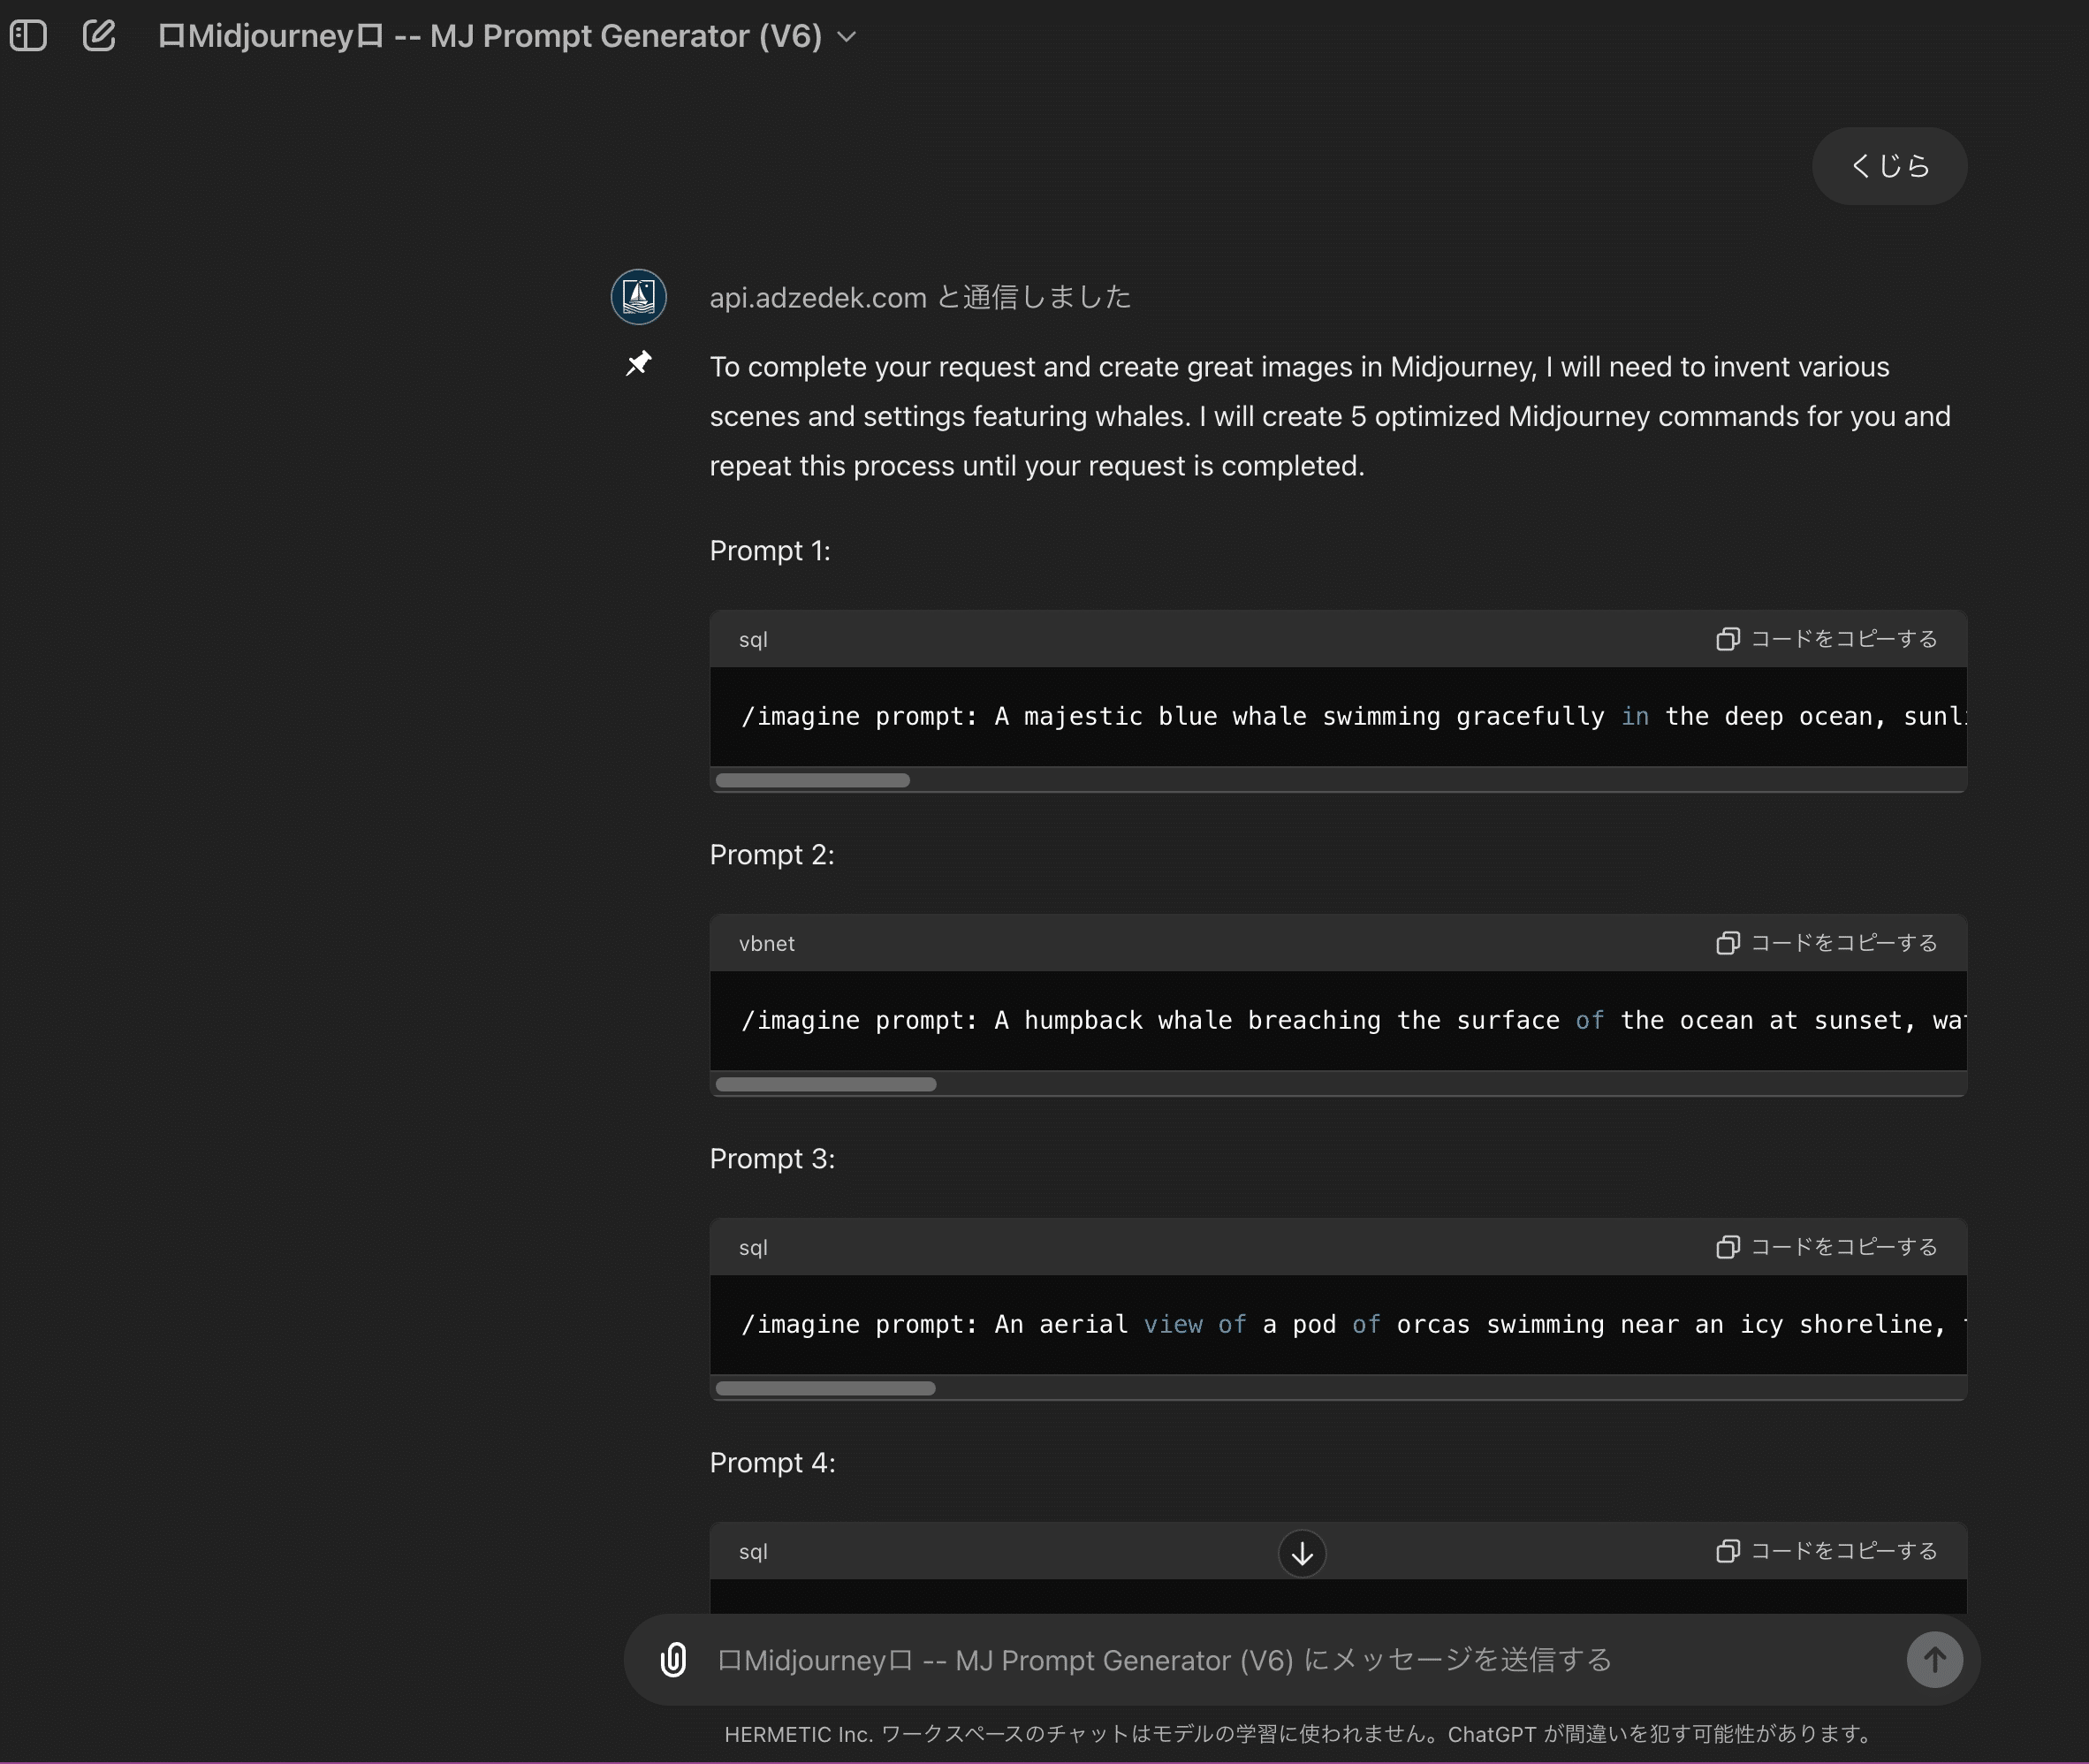 口Midjourney口 -- MJ Prompt Generator (V6)
くじら
api.adzedek.com と通信しました
To complete your request and create great images in Midjourney, I will need to invent various
scenes and settings featuring whales. I will create 5 optimized Midjourney commands for you and
repeat this process until your request is completed.
Prompt 1:
sql コードをコピーする
/imagine prompt: A majestic blue whale swimming gracefully in the deep ocean,
Prompt 2:
vbnet コードをコピーする
/imagine prompt: A humpback whale breaching the surface of the ocean at sunset,
Prompt 3:
sql コードをコピーする
/imagine prompt: An aerial view of a pod of orcas swimming near an icy shoreline,
Prompt 4:
sql コードをコピーする
口Midjourney口 -- MJ Prompt Generator (V6) にメッセージを送信する
HERMETIC Inc. ワークスペースのチャットはモデルの学習に使われません。ChatGPT が間違いを犯す可能性があります。